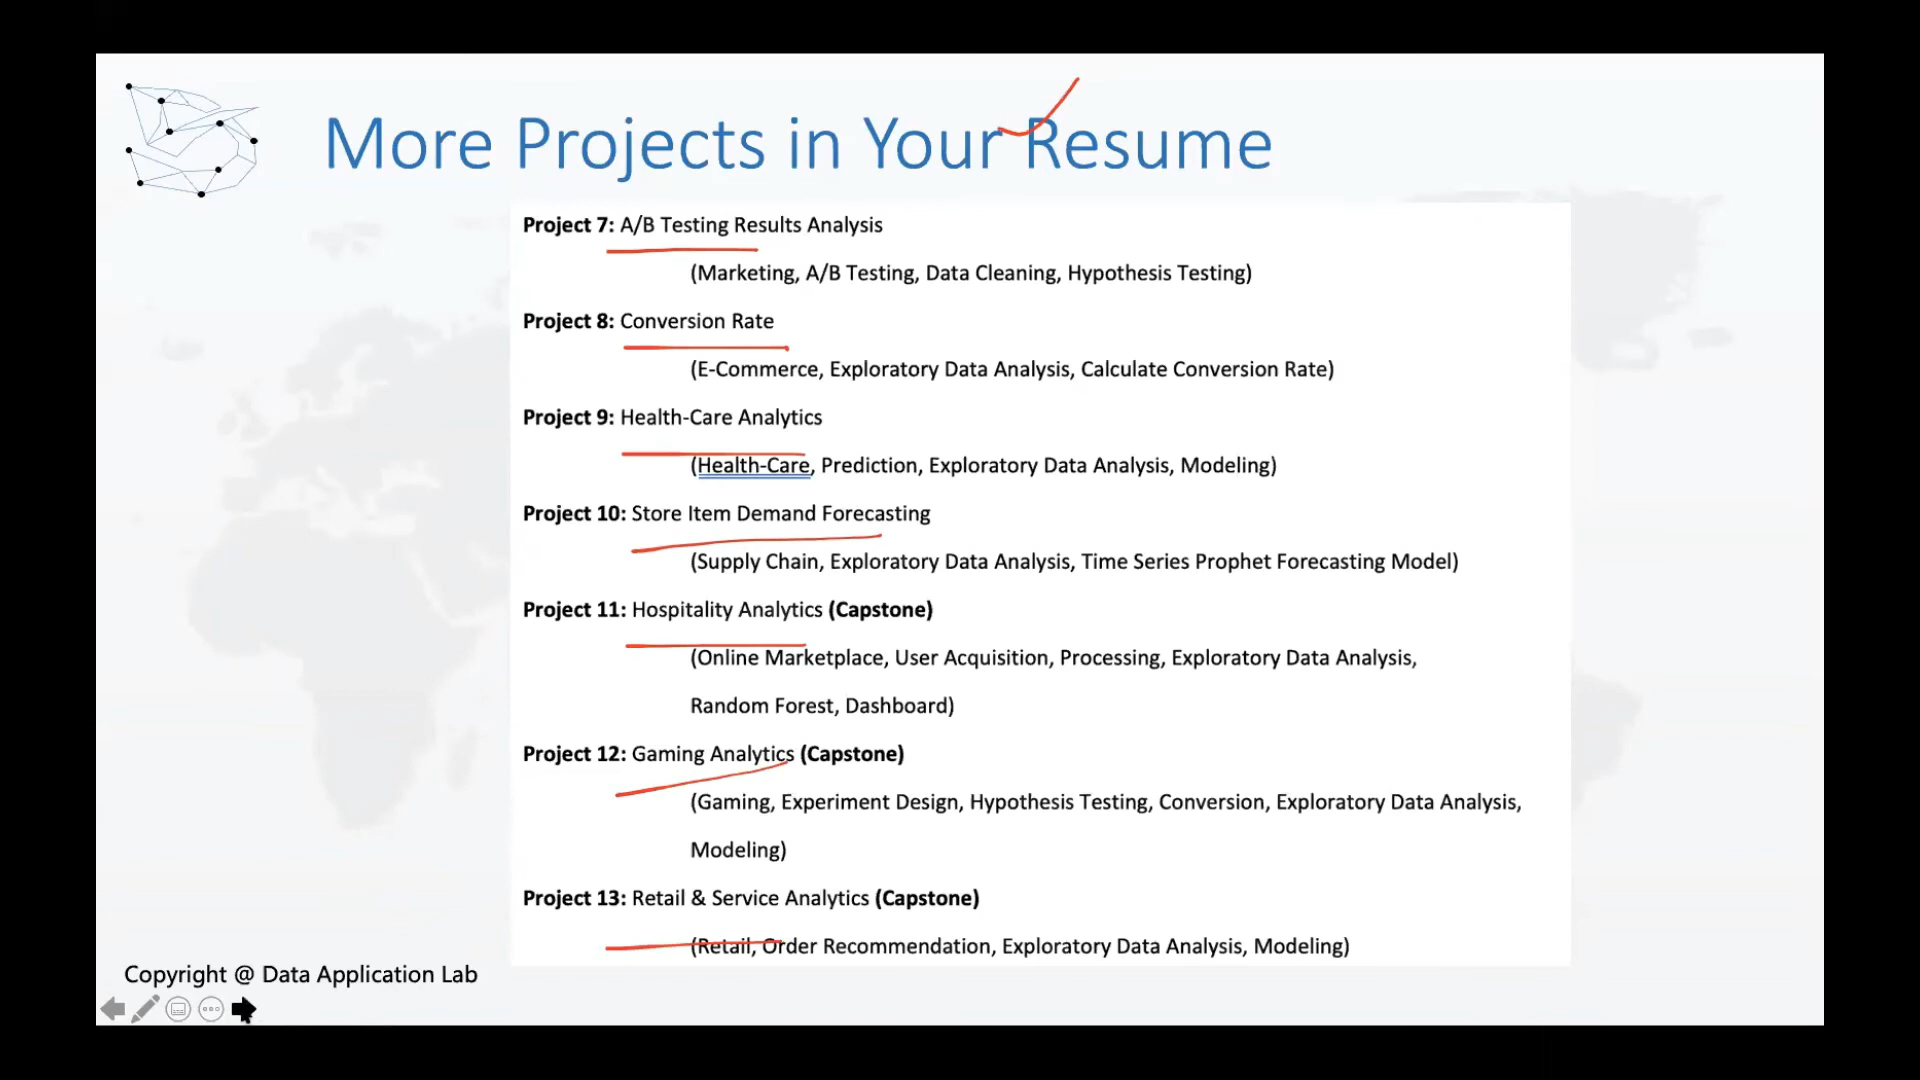 More Projects in Your Resume
Project 7: A/B Testing Results Analysis
(Marketing, A/B Testing, Data Cleaning, Hypothesis Testing)
Project 8: Conversion Rate
(E-Commerce, Exploratory Data Analysis, Calculate Conversion Rate)
Project 9: Health-Care Analytics
(Health-Care, Prediction, Exploratory Data Analysis, Modeling)
Project 10: Store Item Demand Forecasting
(Supply Chain, Exploratory Data Analysis, Time Series Prophet Forecasting Model)
Project 11: Hospitality Analytics (Capstone)
(Online Marketplace, User Acquisition, Processing, Exploratory Data Analysis,
Random Forest, Dashboard)
Project 12: Gaming Analytics (Capstone)
(Gaming, Experiment Design, Hypothesis Testing, Conversion, Exploratory Data Analysis,
Modeling)
Project 13: Retail & Service Analytics (Capstone)
(Retail, Order Recommendation, Exploratory Data Analysis, Modeling)
Copyright @ Data Application Lab